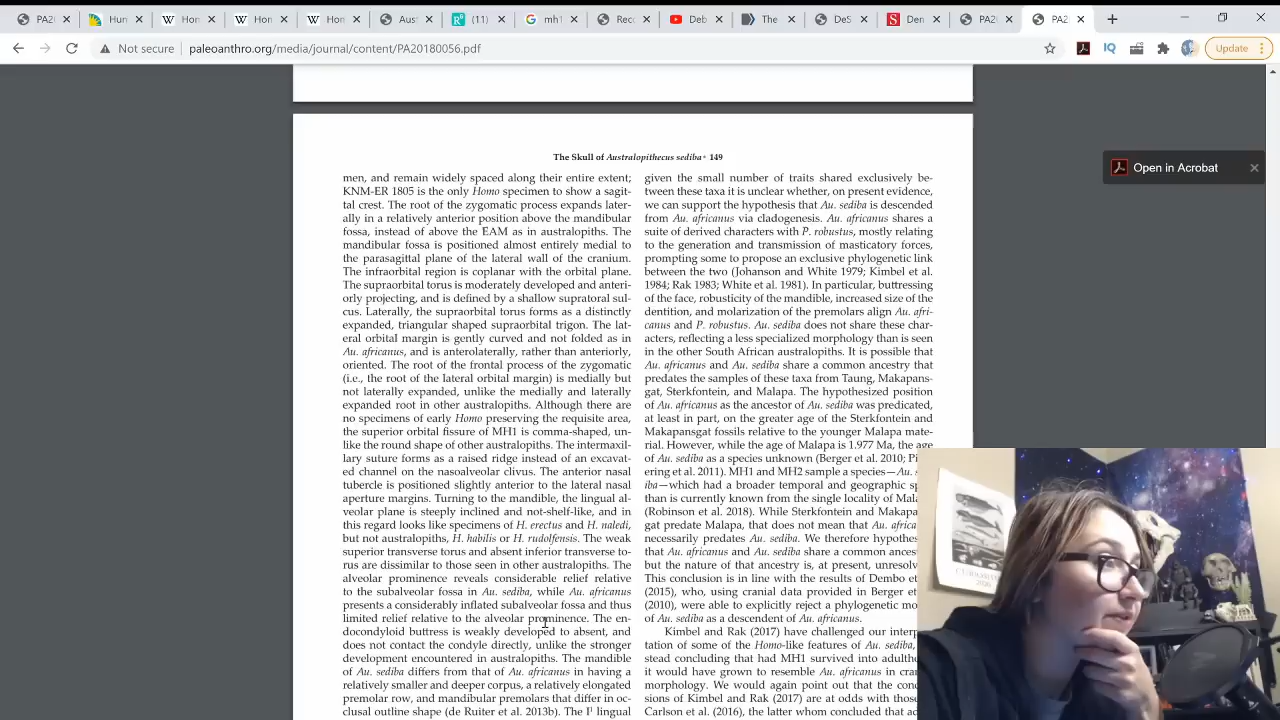 PA20
Hun
Hon
Hon
Hon
Aust
(11)
mh1
Reco
Deb
The
DeS
Den
PA20
PA2
Not secure
paleoanthro.org/media/journal/content/PA20180056.pdf
IQ
Update
Open in Acrobat
The Skull of Australopithecus sediba • 149
men, and remain widely spaced along their entire extent;
KNM-ER 1805 is the only Homo specimen to show a sagit-
tal crest. The root of the zygomatic process expands later-
ally in a relatively anterior position above the mandibular
fossa, instead of above the EAM as in australopiths. The
mandibular fossa is positioned almost entirely medial to
the parasagittal plane of the lateral wall of the cranium.
The infraorbital region is coplanar with the orbital plane.
The supraorbital torus is moderately developed and anteri-
orly projecting, and is defined by a shallow supratoral sul-
cus. Laterally, the supraorbital torus forms as a distinctly
expanded, triangular shaped supraorbital trigon. The lat-
eral orbital margin is gently curved and not folded as in
Au. africanus, and is anterolaterally, rather than anteriorly,
oriented. The root of the frontal process of the zygomatic
(i.e., the root of the lateral orbital margin) is medially but
not laterally expanded, unlike the medially and laterally
expanded root in other australopiths. Although there are
no specimens of early Homo preserving the requisite area,
the superior orbital fissure of MH1 is comma-shaped, un-
like the round shape of other australopiths. The intermaxil-
lary suture forms as a raised ridge instead of an excavat-
ed channel on the nasoalveolar clivus. The anterior nasal
tubercle is positioned slightly anterior to the lateral nasal
aperture margins. Turning to the mandible, the lingual al-
veolar plane is steeply inclined and not-shelf-like, and in
this regard looks like specimens of H. erectus and H. naledi,
but not australopiths, H. habilis or H. rudolfensis. The weak
superior transverse torus and absent inferior transverse to-
rus are dissimilar to those seen in other australopiths. The
alveolar prominence reveals considerable relief relative
to the subalveolar fossa in Au. sediba, while Au. africanus
presents a considerably inflated subalveolar fossa and thus
limited relief relative to the alveolar prominence. The en-
docondyloid buttress is weakly developed to absent, and
does not contact the condyle directly, unlike the stronger
development encountered in australopiths. The mandible
of Au. sediba differs from that of Au. africanus in having a
relatively smaller and deeper corpus, a relatively elongated
premolar row, and mandibular premolars that differ in oc-
clusal outline shape (de Ruiter et al. 2013b). The I¹ lingual
given the small number of traits shared exclusively be-
tween these taxa it is unclear whether, on present evidence,
we can support the hypothesis that Au. sediba is descended
from Au. africanus via cladogenesis. Au. africanus shares a
suite of derived characters with P. robustus, mostly relating
to the generation and transmission of masticatory forces,
prompting some to propose an exclusive phylogenetic link
between the two (Johanson and White 1979; Kimbel et al.
1984; Rak 1983; White et al. 1981). In particular, buttressing
of the face, robusticity of the mandible, increased size of the
dentition, and molarization of the premolars align Au. afri-
canus and P. robustus. Au. sediba does not share these char-
acters, reflecting a less specialized morphology than is seen
in the other South African australopiths. It is possible that
Au. africanus and Au. sediba share a common ancestry that
predates the samples of these taxa from Taung, Makapans-
gat, Sterkfontein, and Malapa. The hypothesized position
of Au. africanus as the ancestor of Au. sediba was predicated,
at least in part, on the greater age of the Sterkfontein and
Makapansgat fossils relative to the younger Malapa mate-
rial. However, while the age of Malapa is 1.977 Ma, the age
of Au. sediba as a species unknown (Berger et al. 2010; Pi
ering et al. 2011). MH1 and MH2 sample a species—Au. s
iba—which had a broader temporal and geographic sp
than is currently known from the single locality of Mala
(Robinson et al. 2018). While Sterkfontein and Makapa
gat predate Malapa, that does not mean that Au. africa
necessarily predates Au. sediba. We therefore hypothes
that Au. africanus and Au. sediba share a common ances
but the nature of that ancestry is, at present, unresolv
This conclusion is in line with the results of Dembo et
(2015), who, using cranial data provided in Berger et
(2010), were able to explicitly reject a phylogenetic mo
of Au. sediba as a descendent of Au. africanus.
Kimbel and Rak (2017) have challenged our interp
tation of some of the Homo-like features of Au. sediba,
stead concluding that had MH1 survived into adultho
it would have grown to resemble Au. africanus in cran
morphology. We would again point out that the conc
sions of Kimbel and Rak (2017) are at odds with those
Carlson et al. (2016), the latter whom concluded that ad